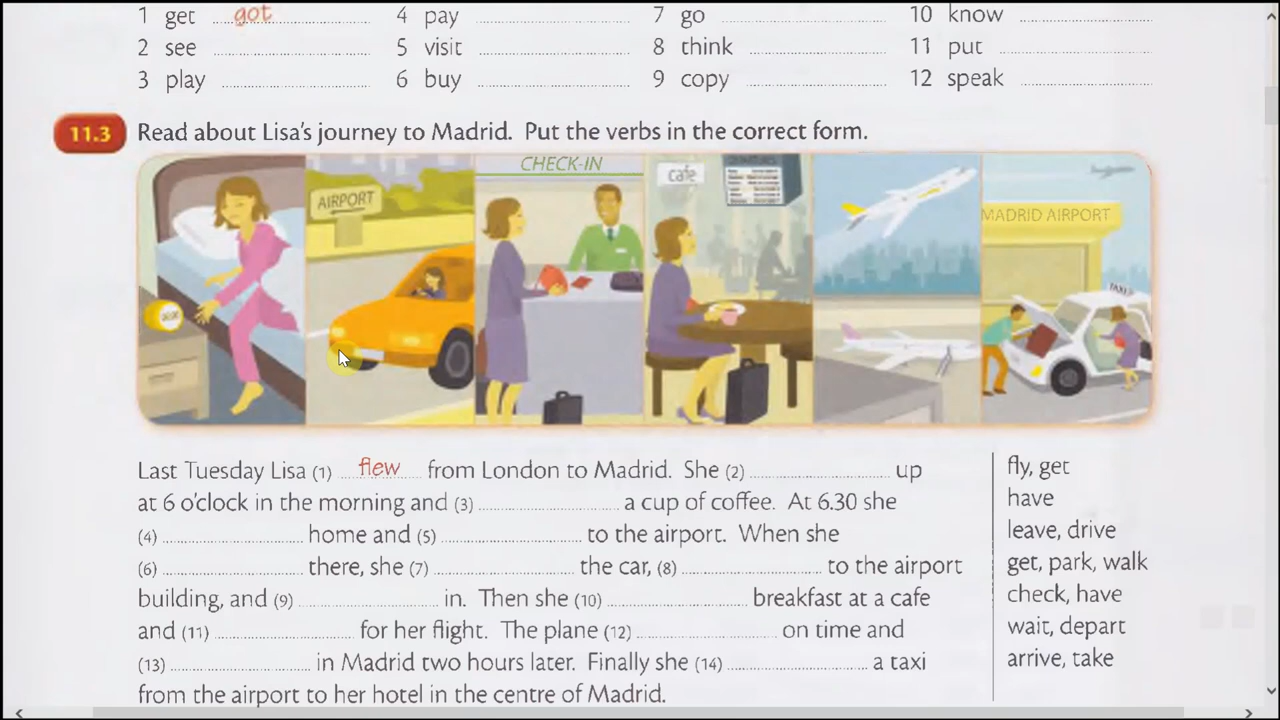 1 get got 4 pay 7 go 10 know
2 see 5 visit 8 think 11 put
3 play 6 buy 9 copy 12 speak
11.3 Read about Lisa's journey to Madrid. Put the verbs in the correct form.
AIRPORT
CHECK-IN
cafe
DEPARTURES
MADRID AIRPORT
TAXI
Last Tuesday Lisa (1) flew from London to Madrid. She (2) up
at 6 o'clock in the morning and (3) a cup of coffee. At 6.30 she
(4) home and (5) to the airport. When she
(6) there, she (7) the car, (8) to the airport
building, and (9) in. Then she (10) breakfast at a cafe
and (11) for her flight. The plane (12) on time and
(13) in Madrid two hours later. Finally she (14) a taxi
from the airport to her hotel in the centre of Madrid.
fly, get
have
leave, drive
get, park, walk
check, have
wait, depart
arrive, take